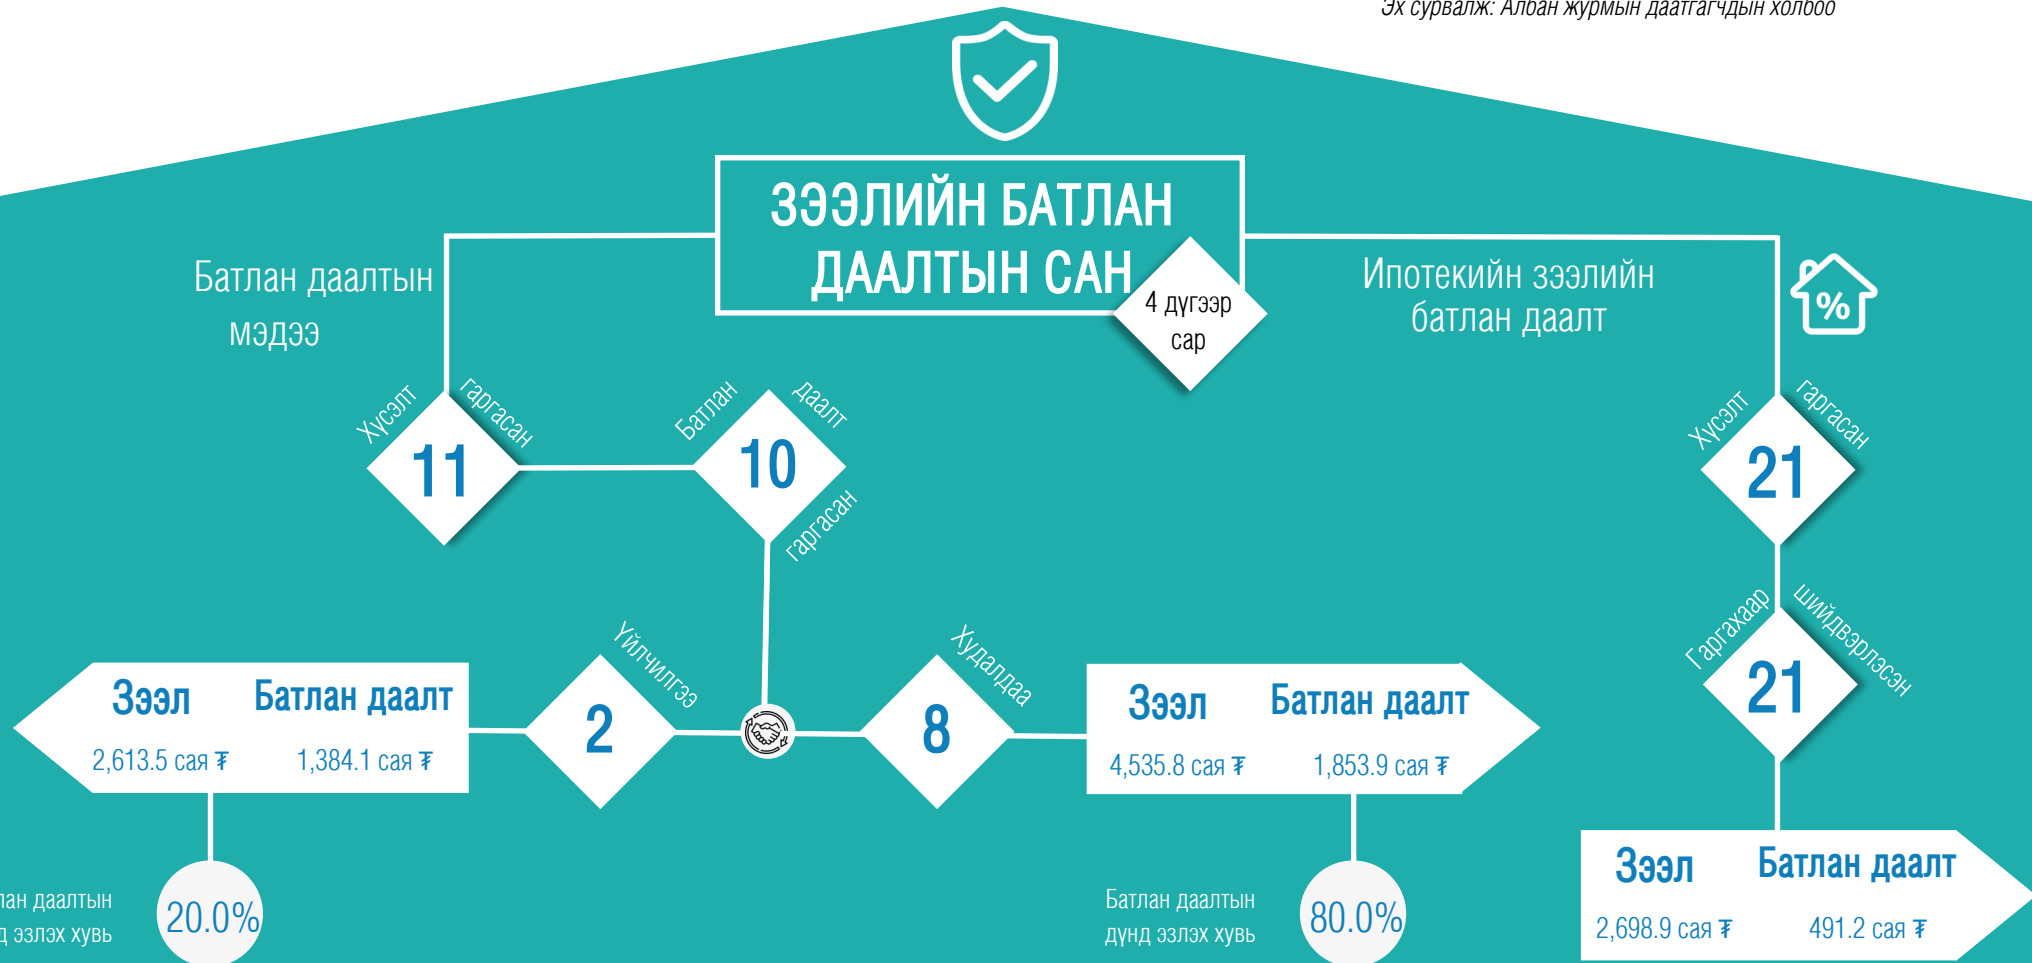 Эх сурвалж: Албан журмын даатгагчдын холбоо
ЗЭЭЛИЙН БАТЛАН
ДААЛТЫН САН
4 дүгээр
сар
Батлан даалтын
мэдээ
Хүсэлт гаргасан
11
Батлан даалт
10
гаргасан
Үйлчилгээ
2
Зээл Батлан даалт
2,613.5 сая ₮ 1,384.1 сая ₮
даалтын
эзлэх хувь
20.0%
Худалдаа
8
Зээл Батлан даалт
4,535.8 сая ₮ 1,853.9 сая ₮
Батлан даалтын
дүнд эзлэх хувь
80.0%
Ипотекийн зээлийн
батлан даалт
%
Хүсэлт гаргасан
21
Гаргахаар шийдвэрлэсэн
21
Зээл Батлан даалт
2,698.9 сая ₮ 491.2 сая ₮